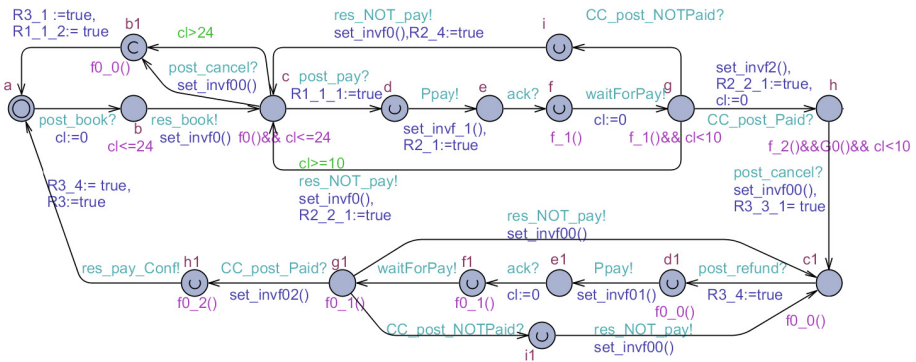 R3_1 :=true,
R1_1_2:= true
b1
cl>24
f0_0()
post_cancel?
set_invf00()
res_NOT_pay!
set_invf0(),R2_4:=true
i
CC_post_NOTPaid?
a
post_book?
cl:=0
b
cl<=24
res_book!
set_invf0()
c
f0()&& cl<=24
post_pay?
R1_1_1:=true
d
Ppay!
set_invf_1(),
R2_1:=true
e
ack?
f
f_1()
waitForPay!
cl:=0
g
f_1()&& cl<10
set_invf2(),
R2_2_1:=true,
cl:=0
CC_post_Paid?
h
f_2()&&G0()&& cl<10
cl>=10
res_NOT_pay!
set_invf0(),
R2_2_1:=true
post_cancel?
set_invf00(),
R3_3_1= true
R3_4:= true,
R3:=true
res_NOT_pay!
set_invf00()
res_pay_Conf!
h1
f0_2()
CC_post_Paid?
set_invf02()
g1
f0_1()
waitForPay!
f1
f0_1()
ack?
cl:=0
e1
Ppay!
set_invf01()
d1
f0_0()
post_refund?
R3_4:=true
c1
f0_0()
CC_post_NOTPaid?
i1
res_NOT_pay!
set_invf00()